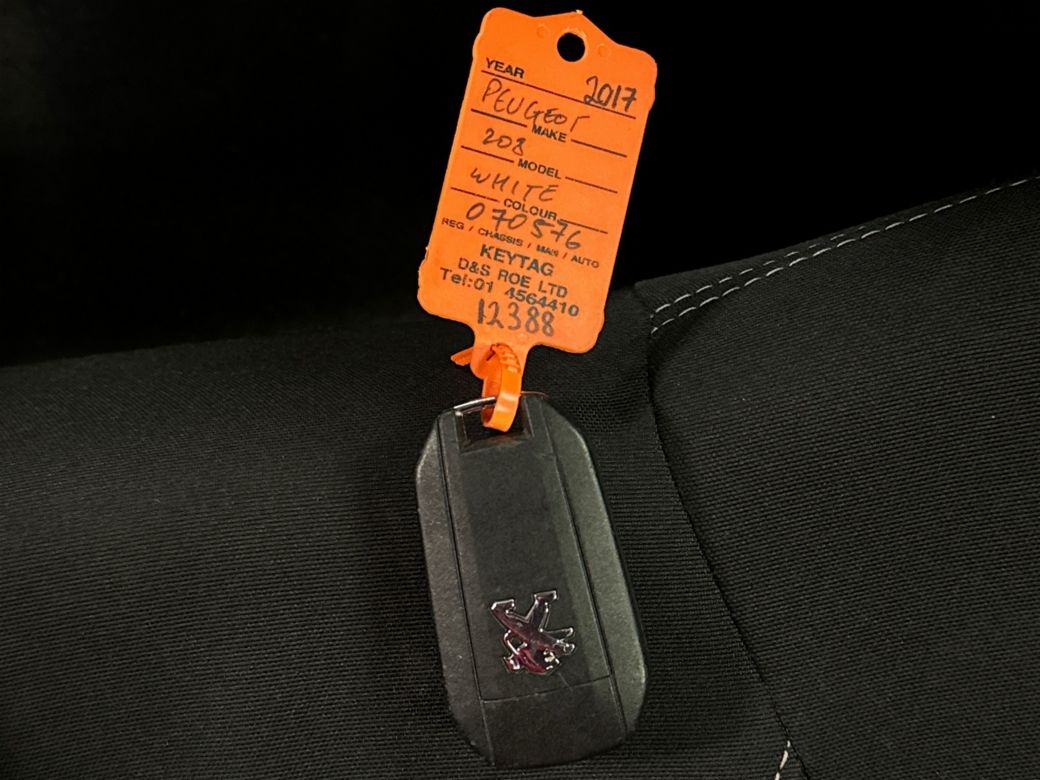 YEAR 2017
PEUGEOT
MAKE
208
MODEL
WHITE
COLOUR
070576
REG / CHASSIS / MAN / AUTO
KEYTAG
D&S ROE LTD
Tel:01 4564410
12388